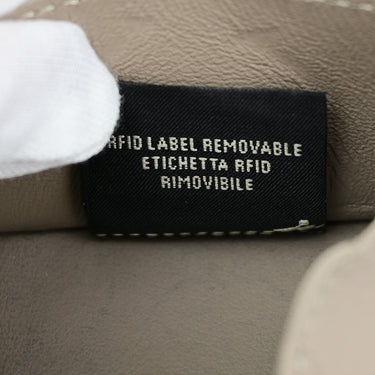 RFID LABEL REMOVABLE
ETICHETTA RFID
RIMOVIBILE